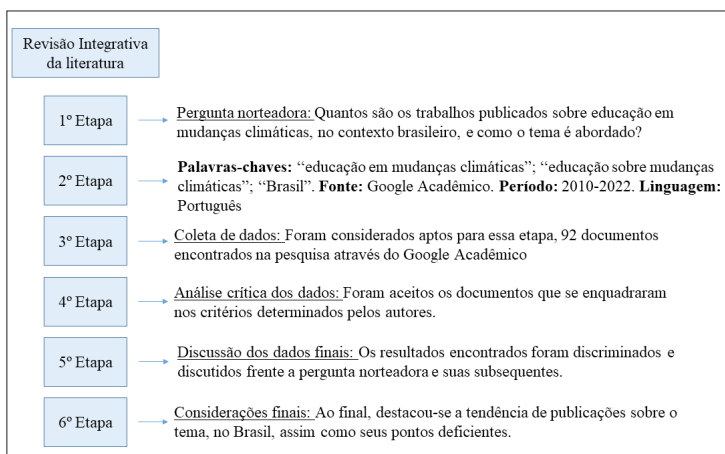 Revisão Integrativa
da literatura
1º Etapa
Pergunta norteadora: Quantos são os trabalhos publicados sobre educação em
mudanças climáticas, no contexto brasileiro, e como o tema é abordado?
2º Etapa
Palavras-chaves: “educação em mudanças climáticas”; “educação sobre mudanças
climáticas”; “Brasil”. Fonte: Google Acadêmico. Período: 2010-2022. Linguagem:
Português
3º Etapa
Coleta de dados: Foram considerados aptos para essa etapa, 92 documentos
encontrados na pesquisa através do Google Acadêmico
4º Etapa
Análise crítica dos dados: Foram aceitos os documentos que se enquadraram
nos critérios determinados pelos autores.
5º Etapa
Discussão dos dados finais: Os resultados encontrados foram discriminados e
discutidos frente a pergunta norteadora e suas subsequentes.
6º Etapa
Considerações finais: Ao final, destacou-se a tendência de publicações sobre o
tema, no Brasil, assim como seus pontos deficientes.